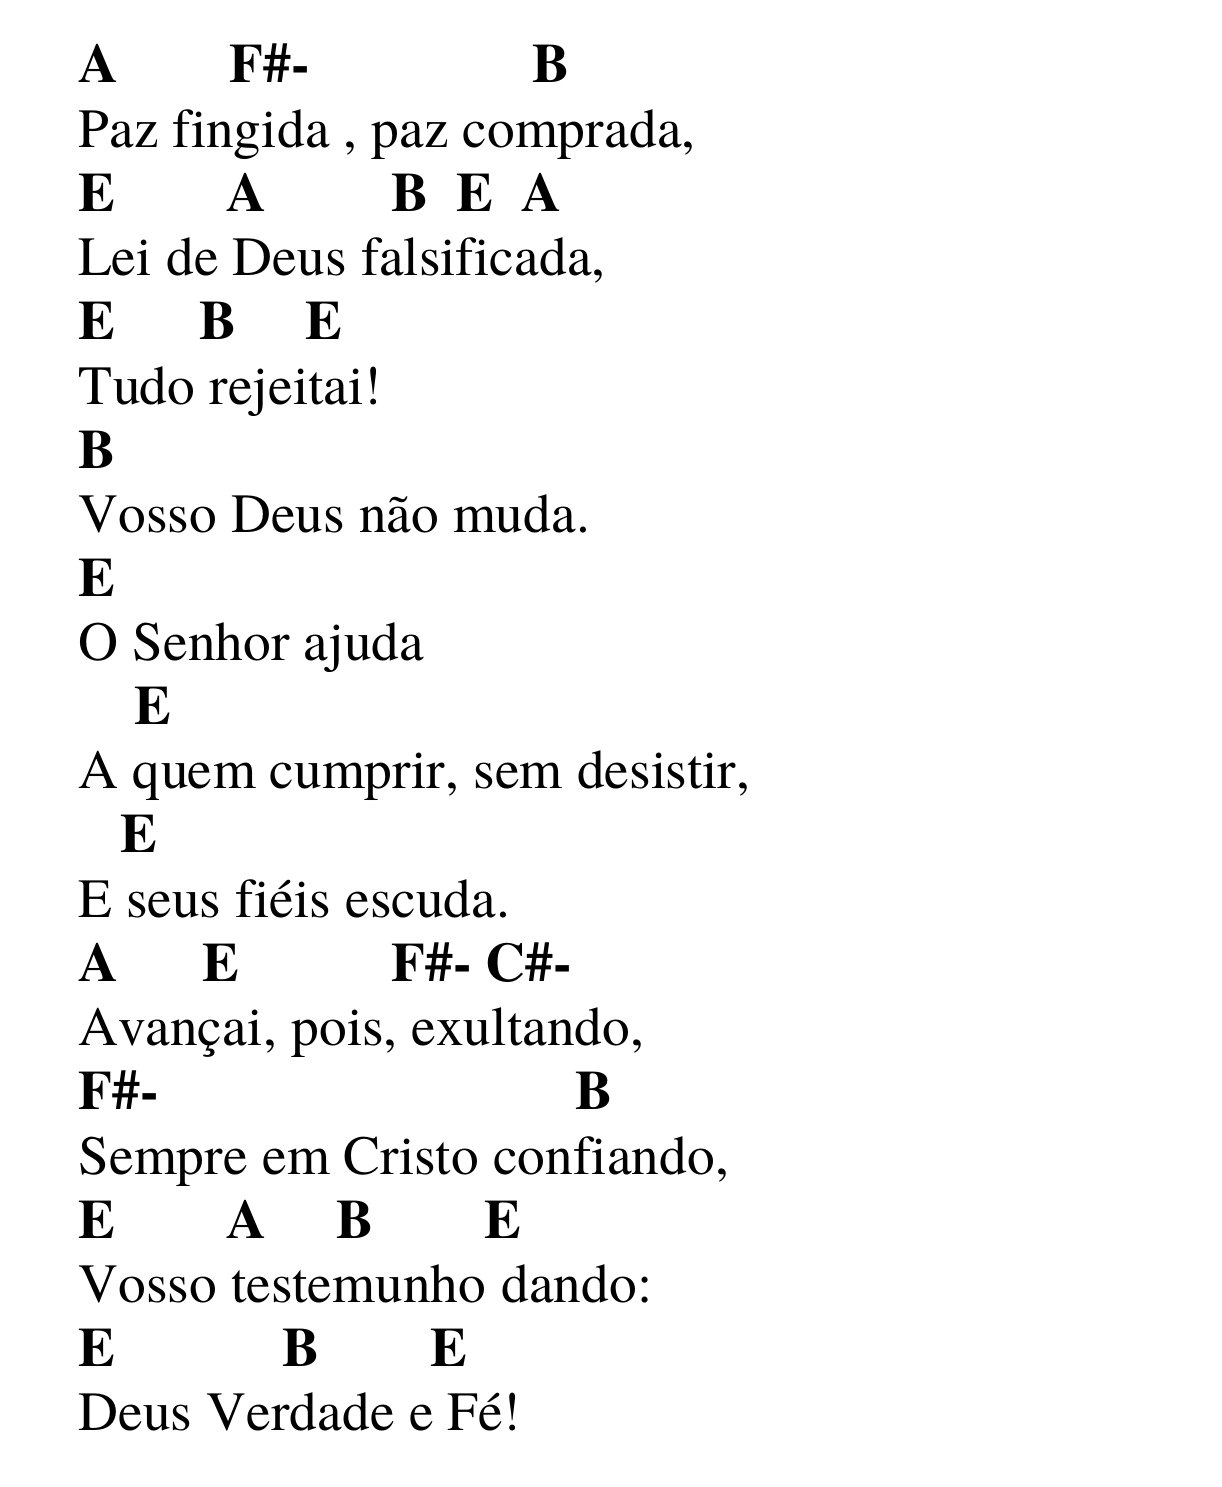 A F#- B
Paz fingida , paz comprada,
E A B E A
Lei de Deus falsificada,
E B E
Tudo rejeitai!
B
Vosso Deus não muda.
E
O Senhor ajuda
E
A quem cumprir, sem desistir,
E
E seus fiéis escuda.
A E F#- C#-
Avançai, pois, exultando,
F#- B
Sempre em Cristo confiando,
E A B E
Vosso testemunho dando:
E B E
Deus Verdade e Fé!